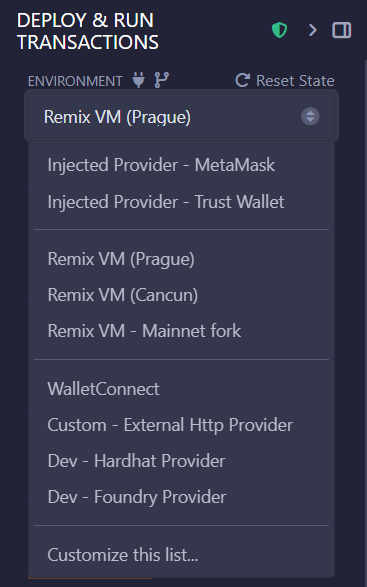 DEPLOY & RUN
TRANSACTIONS
ENVIRONMENT
Reset State
Remix VM (Prague)
Injected Provider - MetaMask
Injected Provider - Trust Wallet
Remix VM (Prague)
Remix VM (Cancun)
Remix VM - Mainnet fork
WalletConnect
Custom - External Http Provider
Dev - Hardhat Provider
Dev - Foundry Provider
Customize this list...